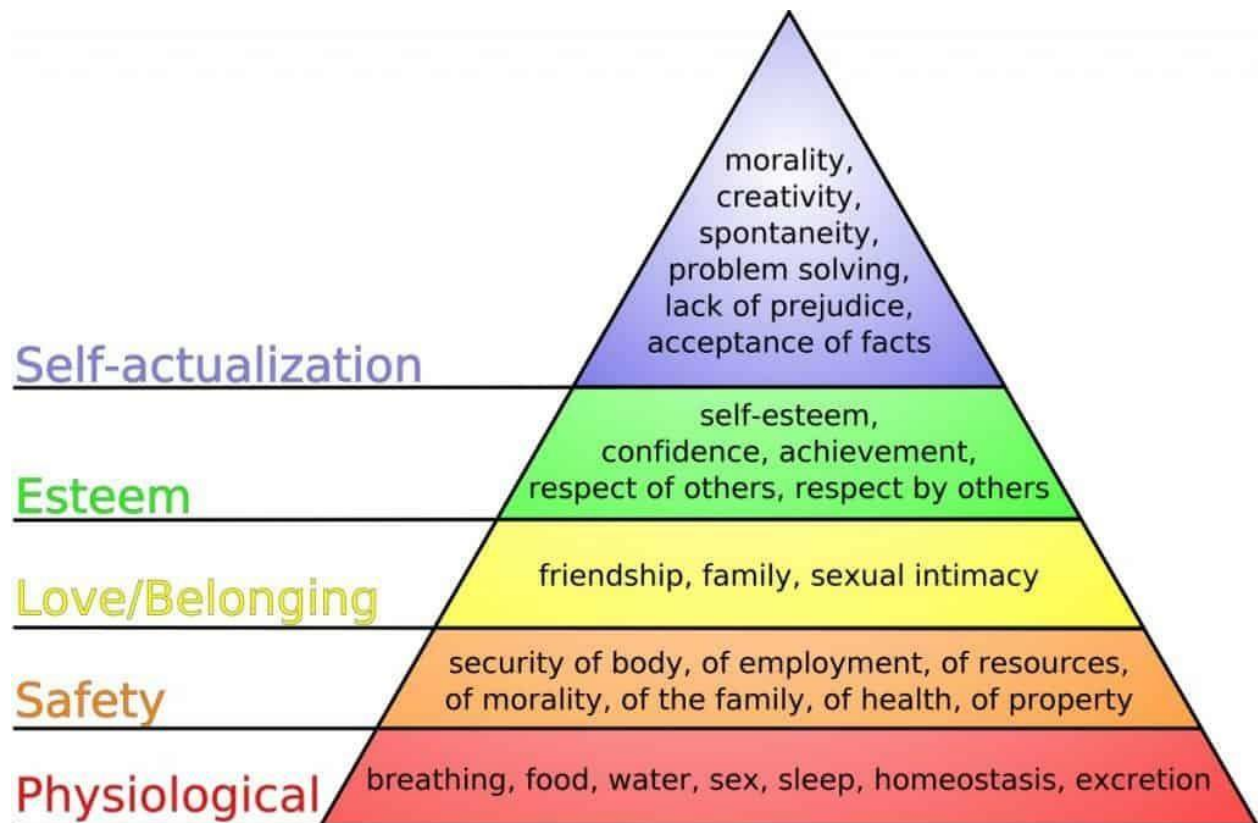 morality,
creativity,
spontaneity,
problem solving,
lack of prejudice,
acceptance of facts
Self-actualization
self-esteem,
confidence, achievement,
respect of others, respect by others
Esteem
friendship, family, sexual intimacy
Love/Belonging
security of body, of employment, of resources,
of morality, of the family, of health, of property
Safety
breathing, food, water, sex, sleep, homeostasis, excretion
Physiological